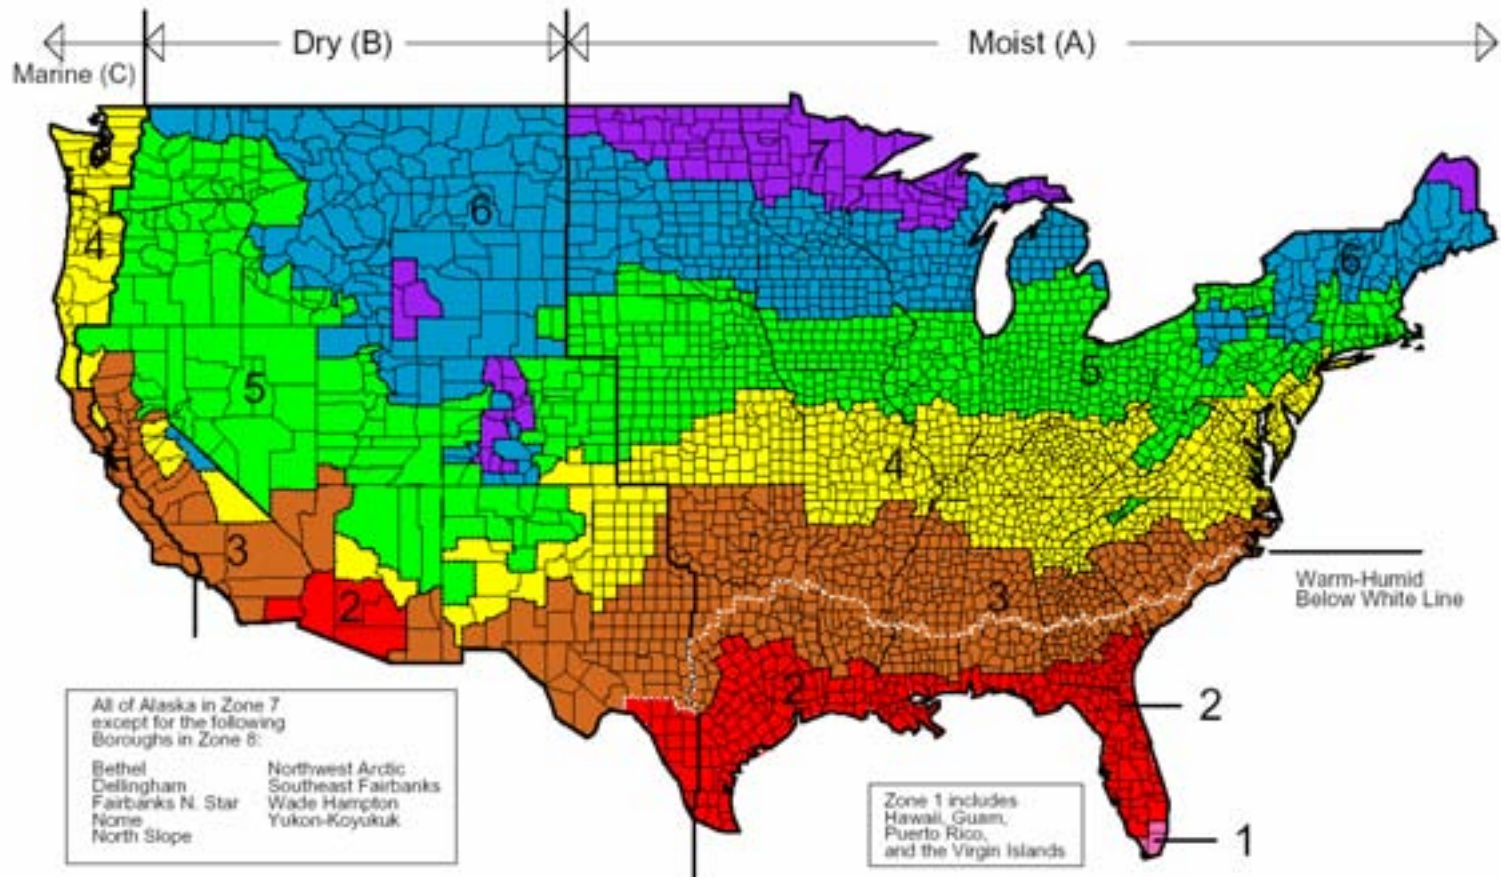 Dry (B)
Moist (A)
Marine (C)
7
6
4
6
5
5
4
3
3
2
2
Warm-Humid
Below White Line
2
1
All of Alaska in Zone 7
except for the following
Boroughs in Zone 8:
Bethel
Dellingham
Fairbanks N. Star
Nome
North Slope
Northwest Arctic
Southeast Fairbanks
Wade Hampton
Yukon-Koyukuk
Zone 1 includes
Hawaii, Guam,
Puerto Rico,
and the Virgin Islands